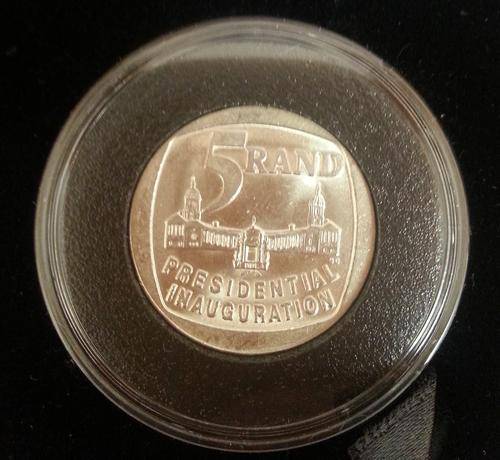 5 RAND
PRESIDENTIAL
INAUGURATION